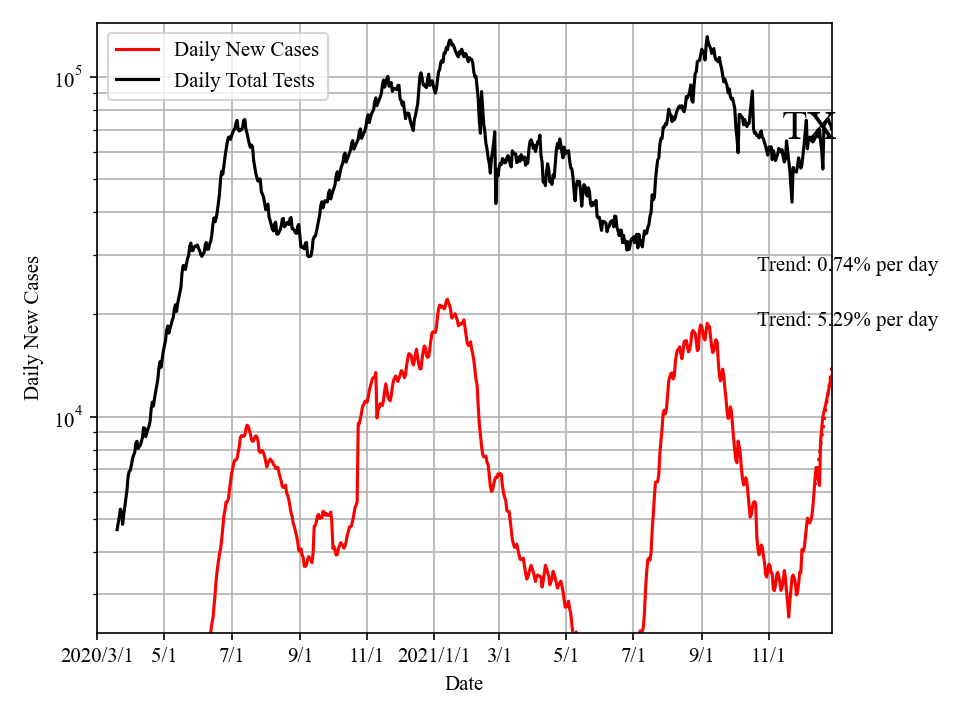 Daily New Cases
Daily Total Tests
10^5
TX
Trend: 0.74% per day
Trend: 5.29% per day
Daily New Cases
10^4
2020/3/1 5/1 7/1 9/1 11/1 2021/1/1 3/1 5/1 7/1 9/1 11/1
Date